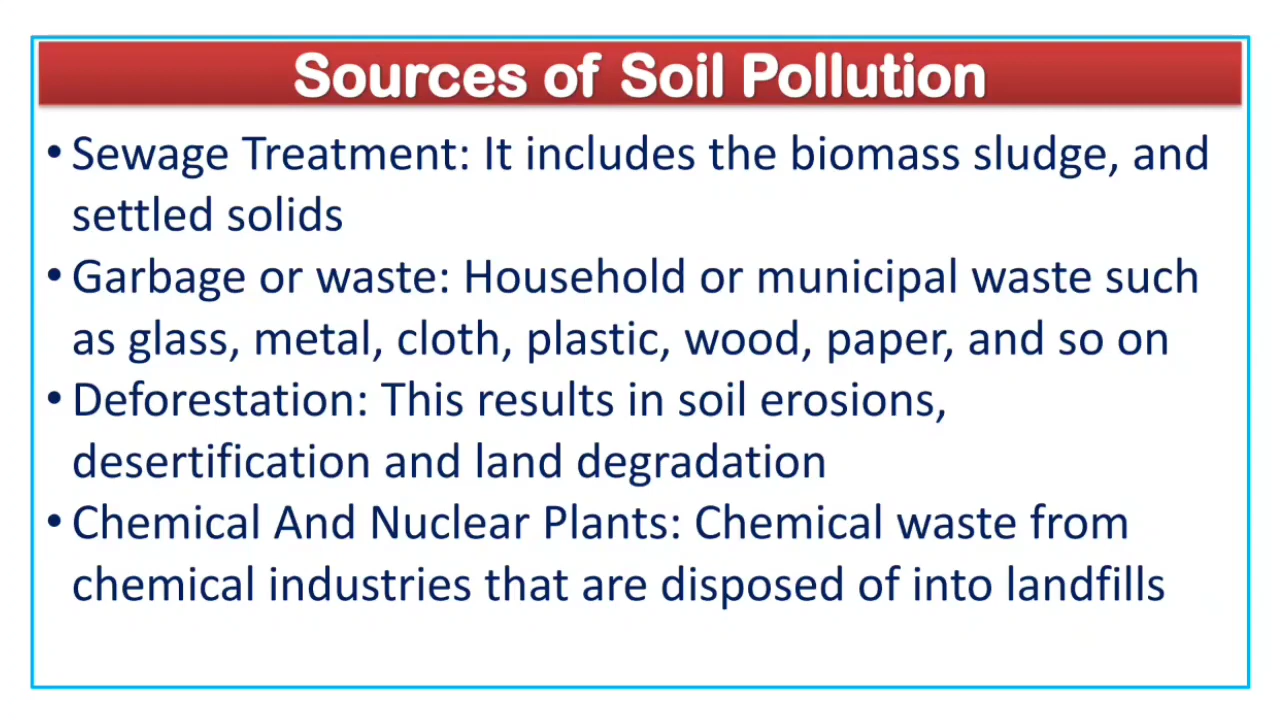 Sources of Soil Pollution
• Sewage Treatment: It includes the biomass sludge, and
settled solids
• Garbage or waste: Household or municipal waste such
as glass, metal, cloth, plastic, wood, paper, and so on
• Deforestation: This results in soil erosions,
desertification and land degradation
• Chemical And Nuclear Plants: Chemical waste from
chemical industries that are disposed of into landfills